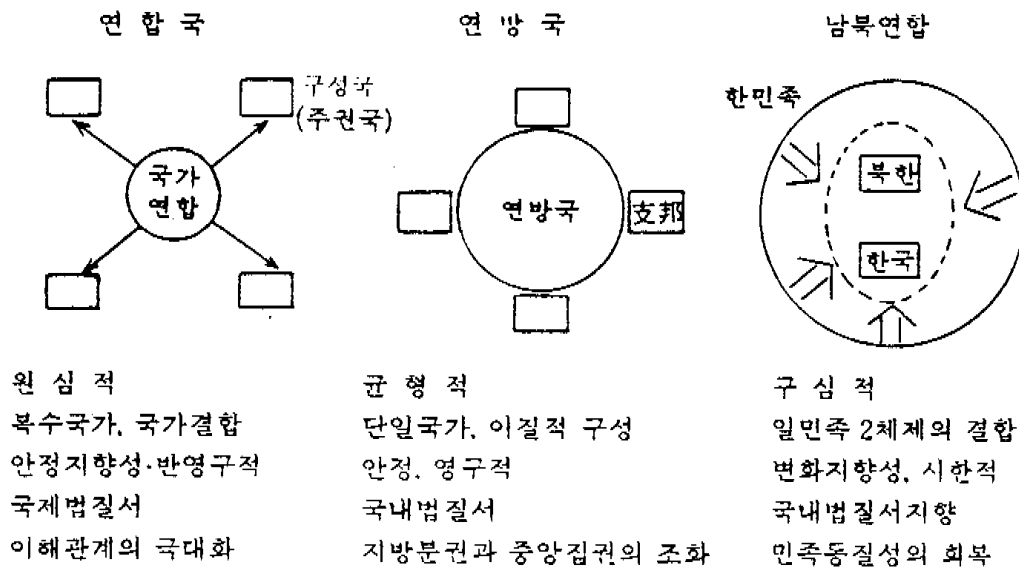 연합국
구성국
(주권국)
국가
연합
원심적
복수국가, 국가결합
안정지향성·반영구적
국제법질서
이해관계의 극대화
연방국
연방국
支邦
균형적
단일국가, 이질적 구성
안정, 영구적
국내법질서
지방분권과 중앙집권의 조화
남북연합
한민족
북한
한국
구심적
일민족 2체제의 결합
변화지향성, 시한적
국내법질서지향
민족동질성의 회복